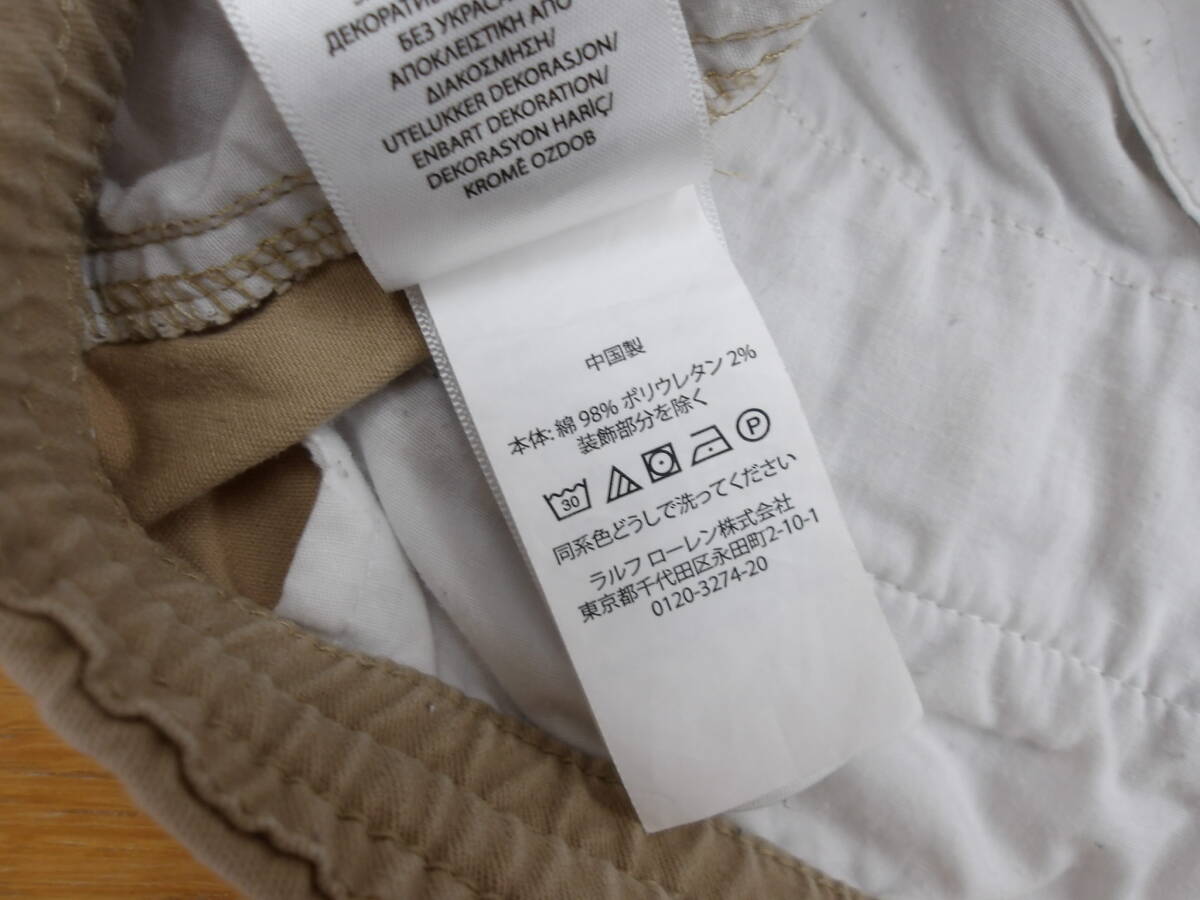 ДЕКОРАТИВ
БЕЗ УКРАС
ΑΠΟΚΛΕΙΣΤΙΚΗ ΑΠΟ
ΔΙΑΚΟΣΜΗΣΗ/
UTELUKKER DEKORASJON/
ENBART DEKORATION/
DEKORASYON HARİÇ/
KROMĖ OZDOB
中国製
本体: 綿 98% ポリウレタン 2%
装飾部分を除く
30 P
同系色どうしで洗ってください
ラルフ ローレン株式会社
東京都千代田区永田町2-10-1
0120-3274-20